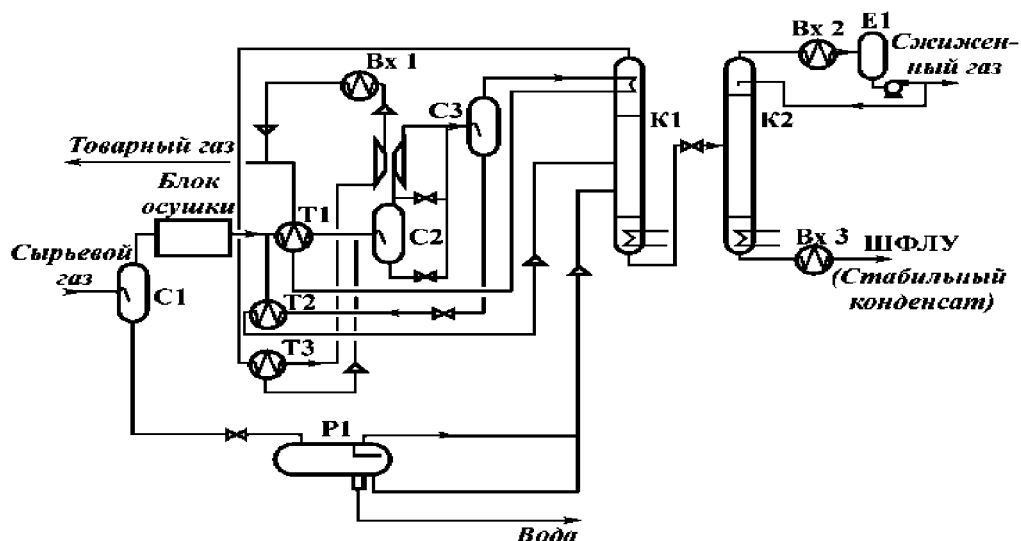 Вх 2
Е1
Сжижен-
ный газ
Вх 1
С3
К1
К2
Товарный газ
Блок
осушки
Т1
С2
Сырьевой
газ
С1
Т2
Т3
Вх 3
ШФЛУ
(Стабильный
конденсат)
Р1
Вода